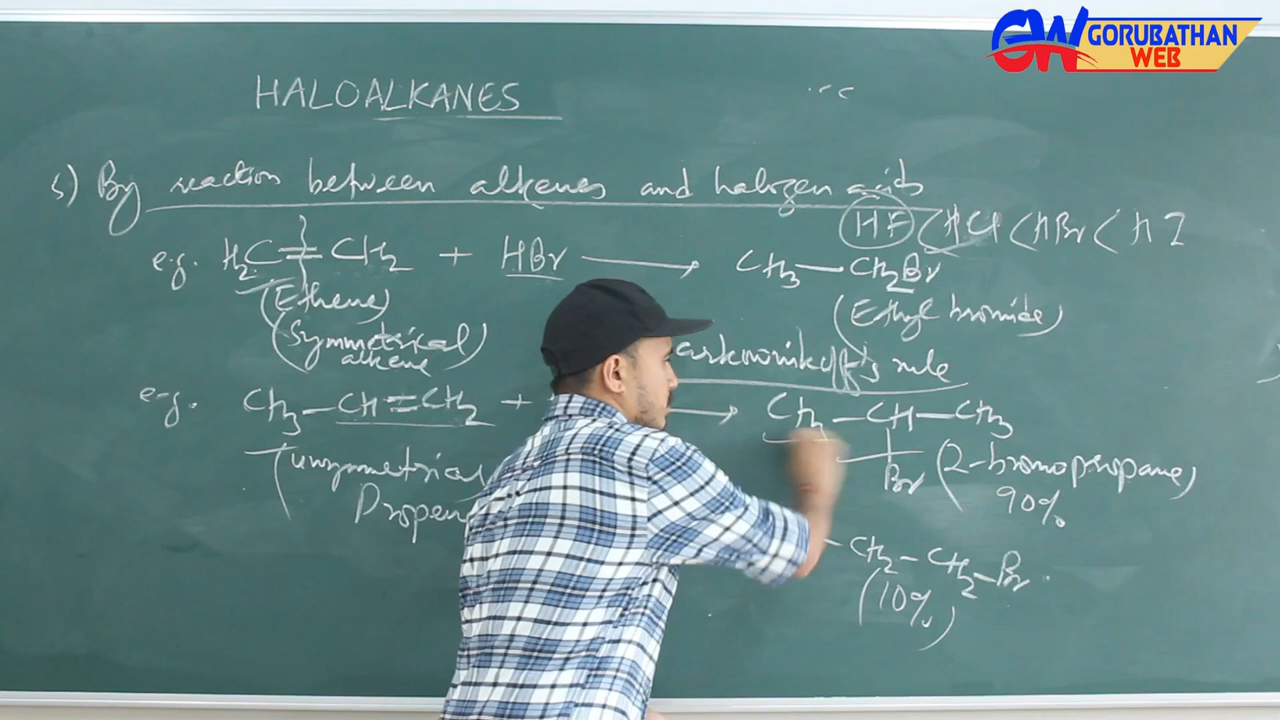 GORUBATHAN
WEB
HALOALKANES
5) By reaction between alkenes and halogen acids
HF < HCl < HBr < HI
e.g. H₂C=CH₂ + HBr ⟶ CH₃—CH₂Br
(Ethene) (Ethyl bromide)
(Symmetrical
alkene
arkownikoff's rule
e.g. CH₃—CH=CH₂ + ⟶ CH₃—CH—CH₃
Br (2-bromopropane)
90%
(unsymmetrical
Propen
CH₂—CH₂—Br
(10%)